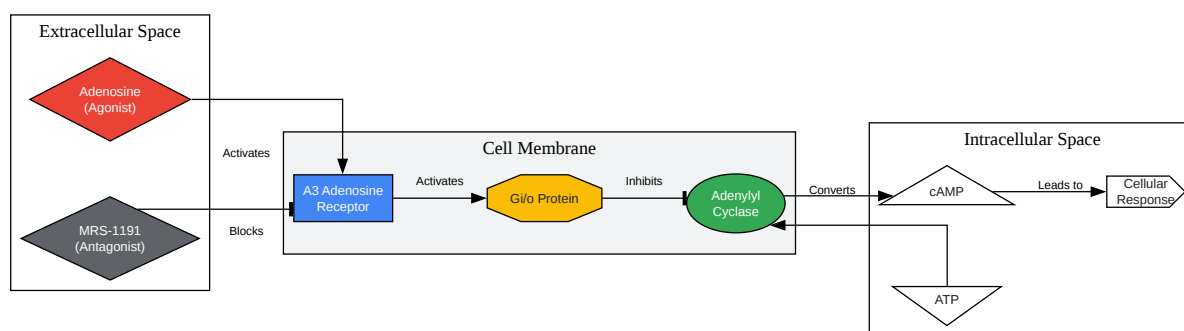 Extracellular Space
Adenosine
(Agonist)
Activates
MRS-1191
(Antagonist)
Blocks
Cell Membrane
A3 Adenosine
Receptor
Activates
Gi/o Protein
Inhibits
Adenylyl
Cyclase
Converts
Intracellular Space
cAMP
Leads to
Cellular
Response
ATP